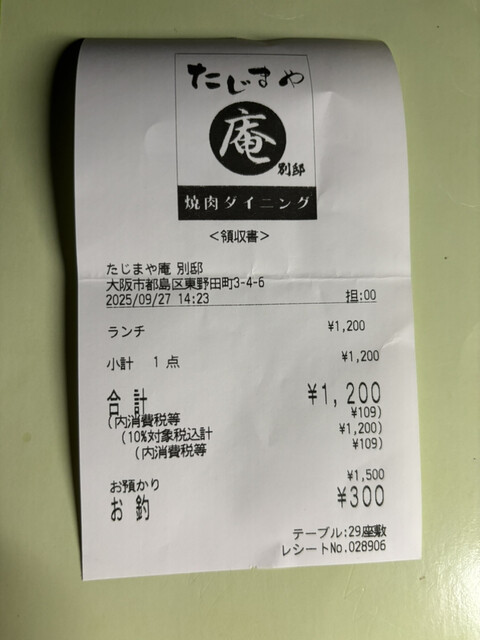 たじまや
庵
別邸
焼肉ダイニング
＜領収書＞
たじまや庵 別邸
大阪市都島区東野田町3-4-6
2025/09/27 14:23 担:00
ランチ ¥1,200
小計 1 点 ¥1,200
合計 ¥1,200
(内消費税等 ¥109)
(10%対象税込計 ¥1,200)
(内消費税等 ¥109)
お預かり ¥1,500
お釣 ¥300
テーブル:29座敷
レシートNo.028906